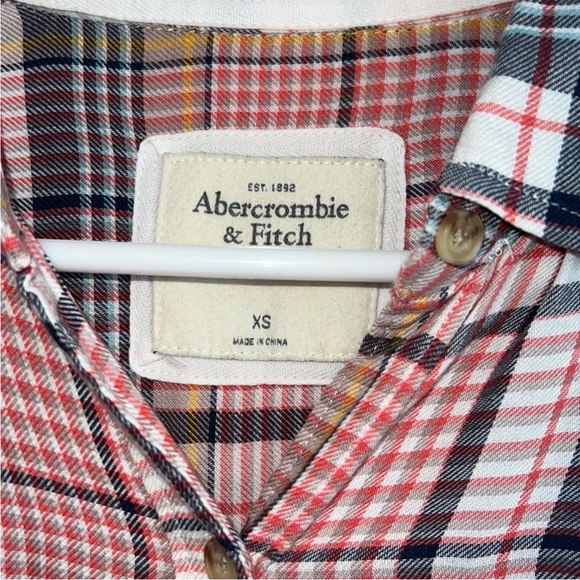 EST. 1892
Abercrombie
& Fitch
XS
MADE IN CHINA